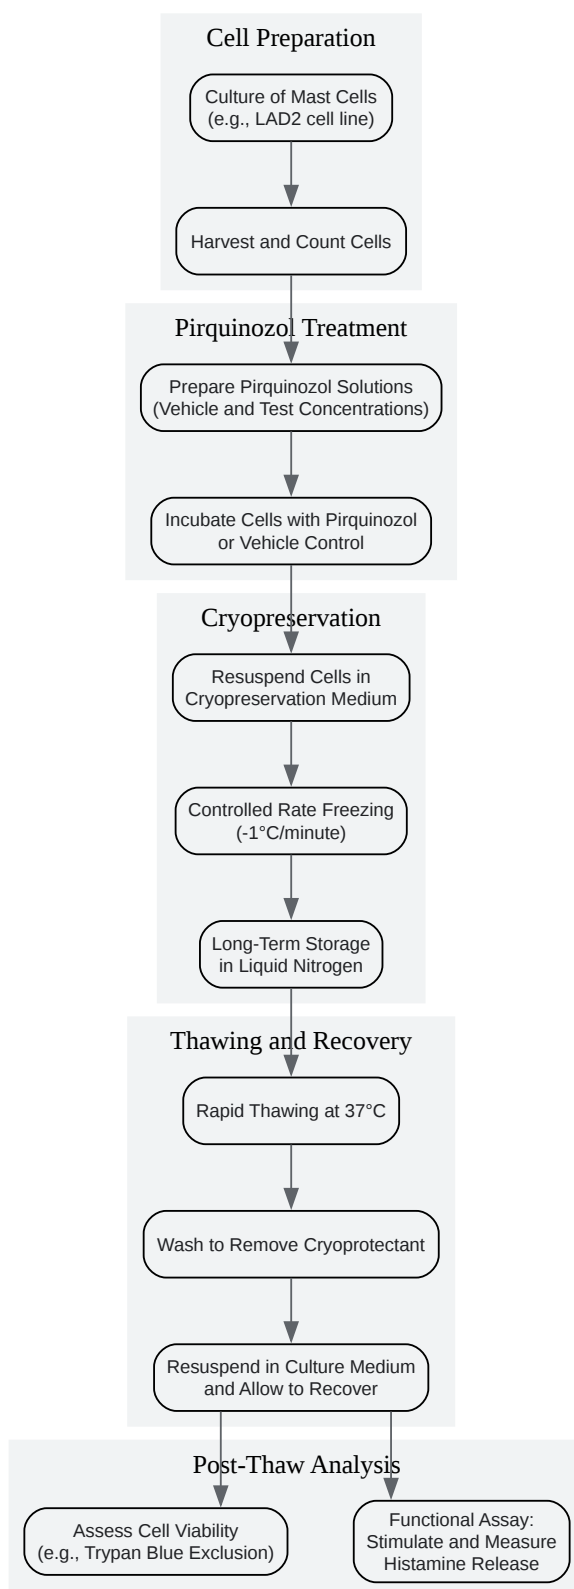 Cell Preparation
Culture of Mast Cells
(e.g., LAD2 cell line)
Harvest and Count Cells
Pirquinozol Treatment
Prepare Pirquinozol Solutions
(Vehicle and Test Concentrations)
Incubate Cells with Pirquinozol
or Vehicle Control
Cryopreservation
Resuspend Cells in
Cryopreservation Medium
Controlled Rate Freezing
(-1°C/minute)
Long-Term Storage
in Liquid Nitrogen
Thawing and Recovery
Rapid Thawing at 37°C
Wash to Remove Cryoprotectant
Resuspend in Culture Medium
and Allow to Recover
Post-Thaw Analysis
Assess Cell Viability
(e.g., Trypan Blue Exclusion)
Functional Assay:
Stimulate and Measure
Histamine Release